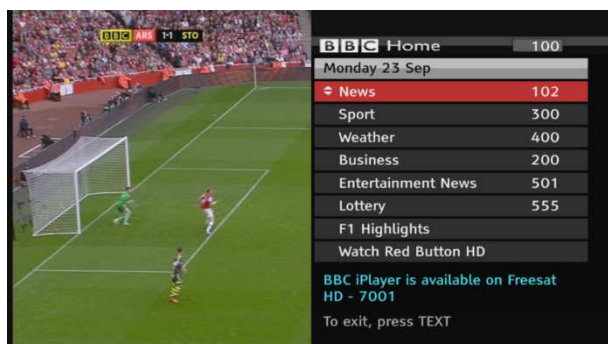 BBC ARS 1-1 STO
BBC Home 100
Monday 23 Sep
News 102
Sport 300
Weather 400
Business 200
Entertainment News 501
Lottery 555
F1 Highlights
Watch Red Button HD
BBC iPlayer is available on Freesat
HD - 7001
To exit, press TEXT